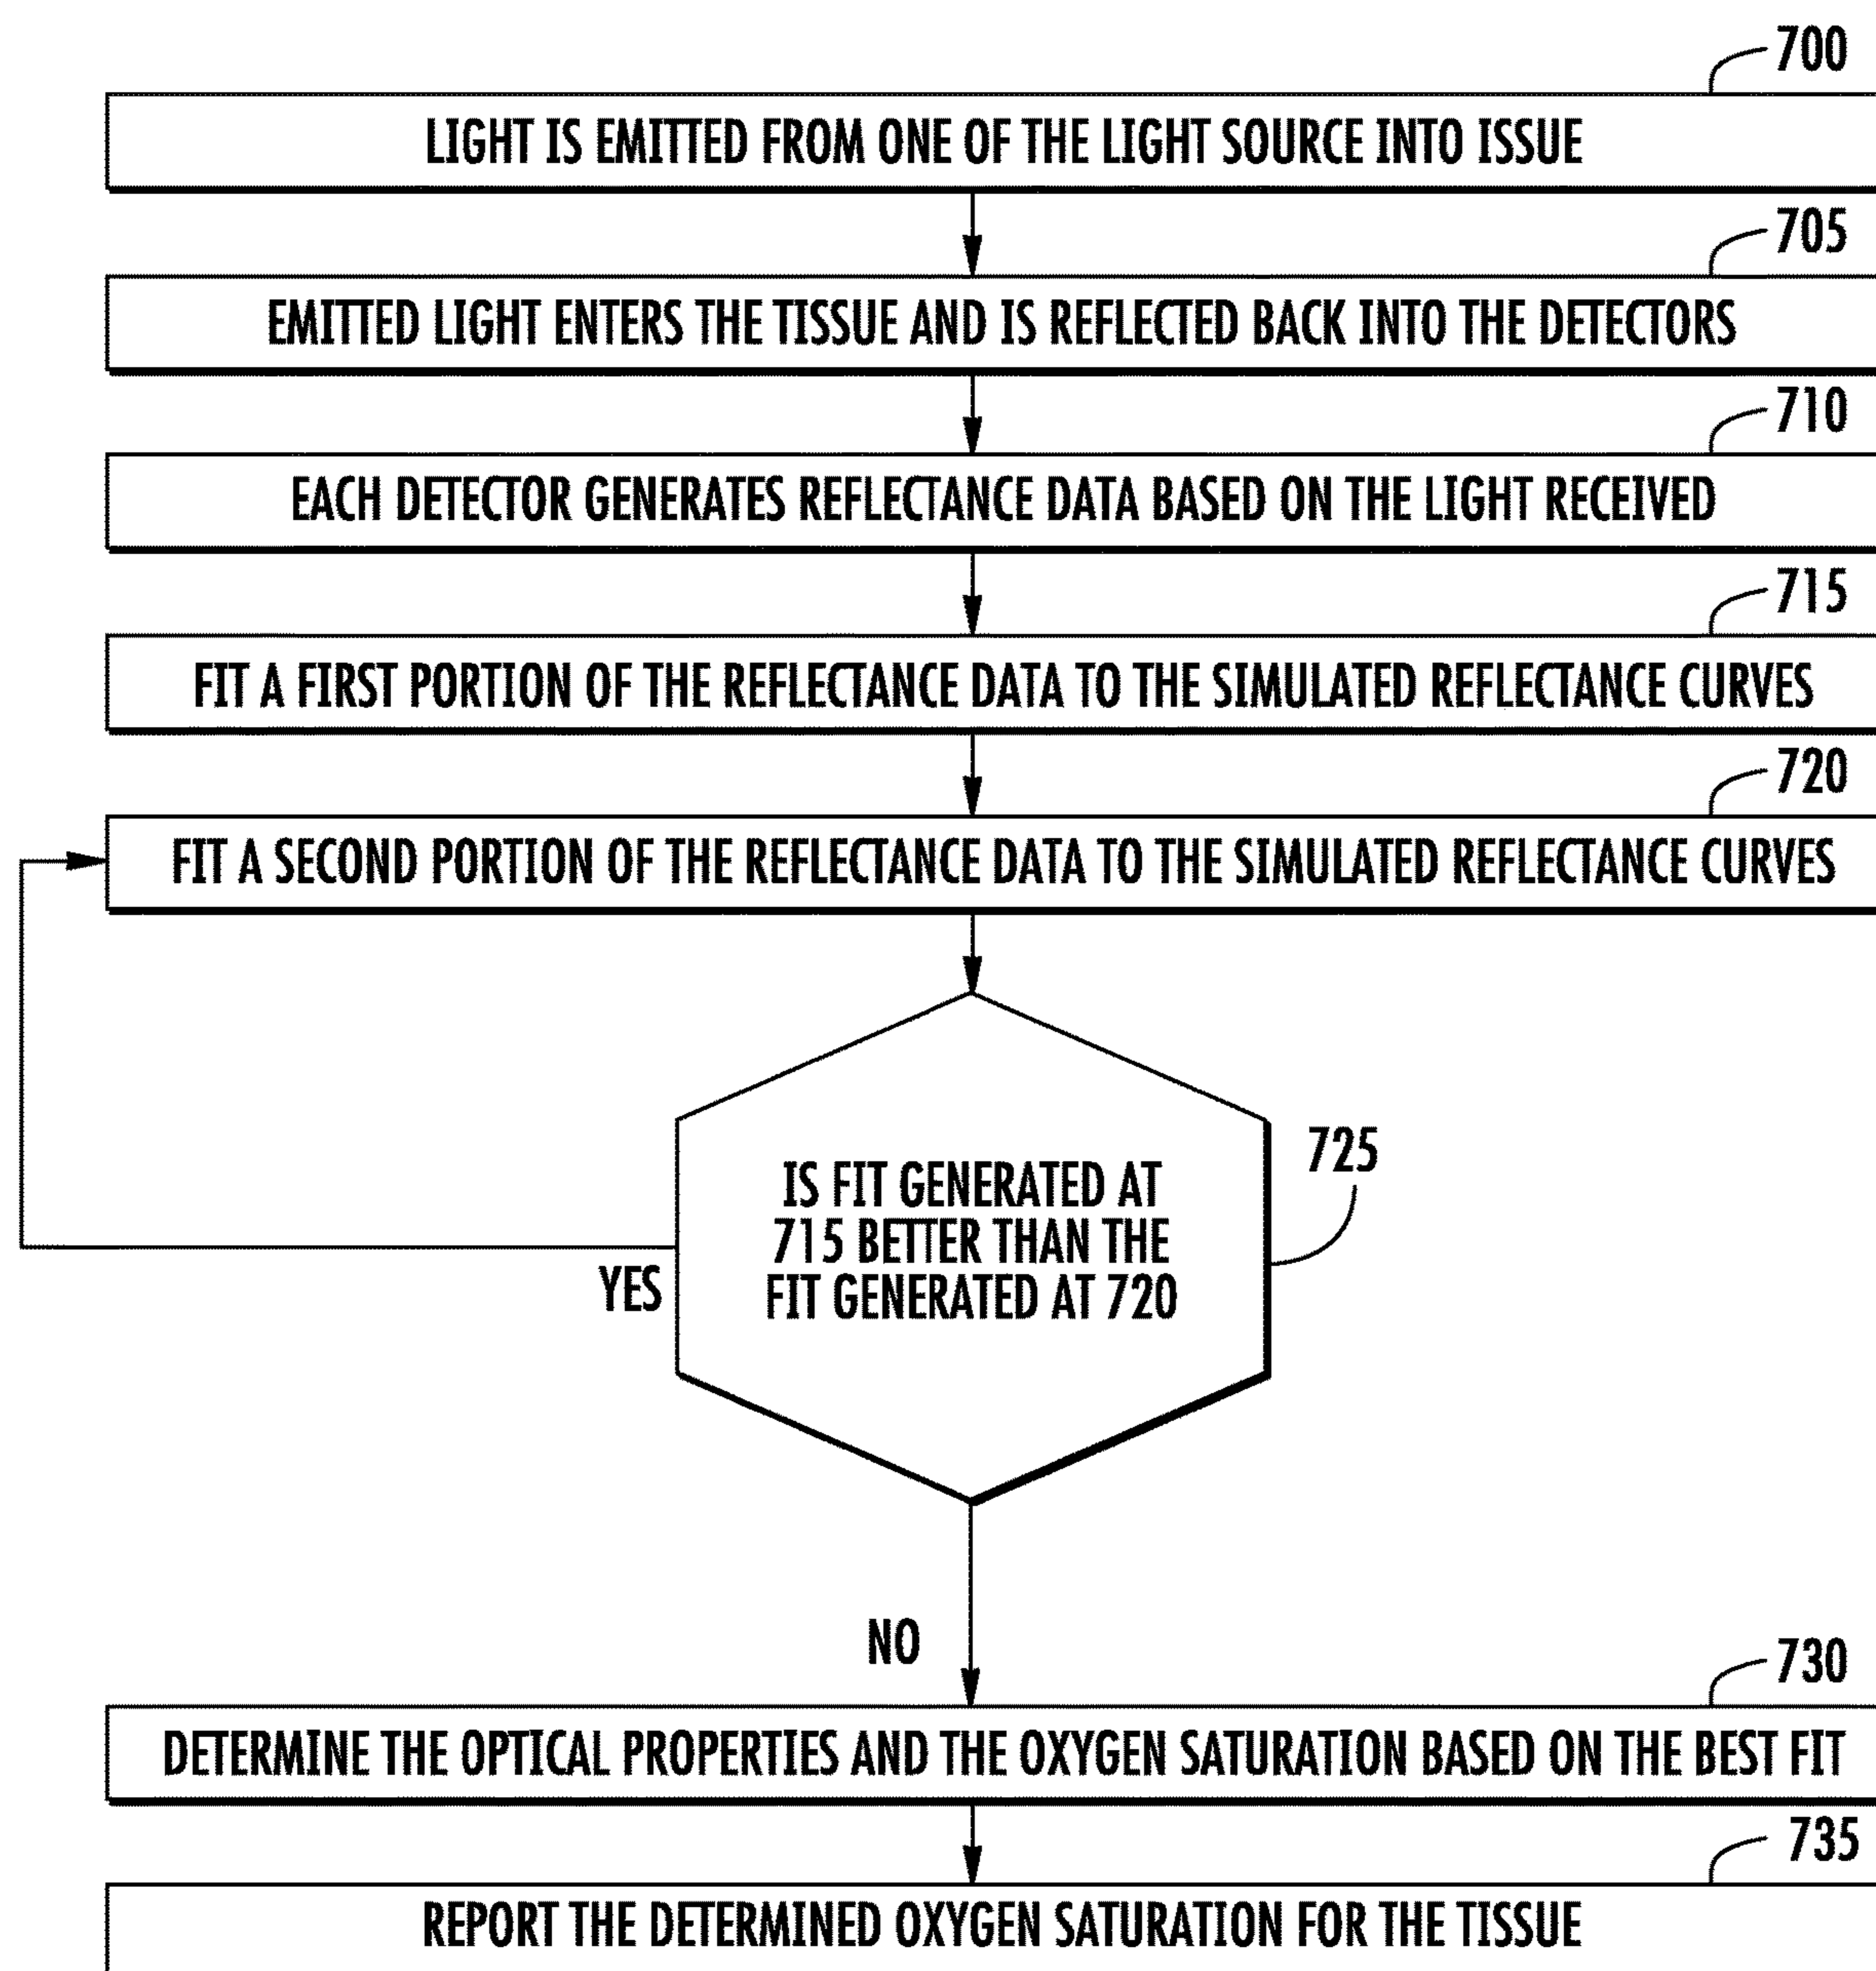 700
LIGHT IS EMITTED FROM ONE OF THE LIGHT SOURCE INTO ISSUE
705
EMITTED LIGHT ENTERS THE TISSUE AND IS REFLECTED BACK INTO THE DETECTORS
710
EACH DETECTOR GENERATES REFLECTANCE DATA BASED ON THE LIGHT RECEIVED
715
FIT A FIRST PORTION OF THE REFLECTANCE DATA TO THE SIMULATED REFLECTANCE CURVES
720
FIT A SECOND PORTION OF THE REFLECTANCE DATA TO THE SIMULATED REFLECTANCE CURVES
725
IS FIT GENERATED AT
715 BETTER THAN THE
FIT GENERATED AT 720
YES
NO
730
DETERMINE THE OPTICAL PROPERTIES AND THE OXYGEN SATURATION BASED ON THE BEST FIT
735
REPORT THE DETERMINED OXYGEN SATURATION FOR THE TISSUE